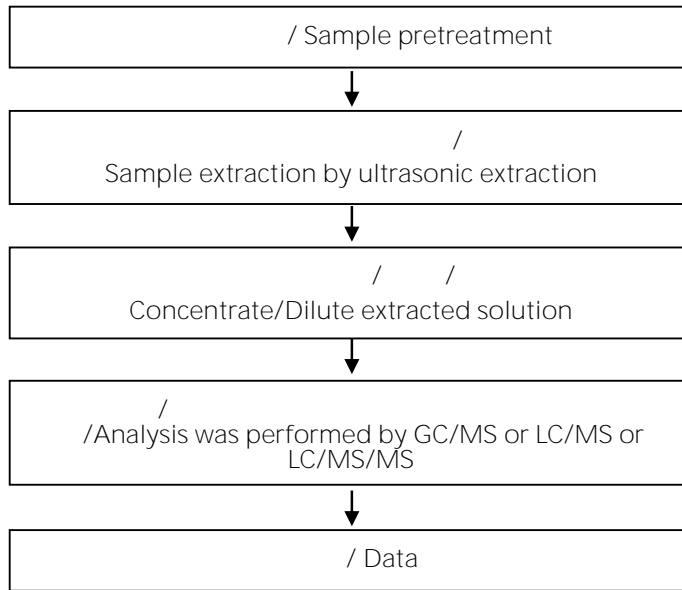 / Sample pretreatment
/
Sample extraction by ultrasonic extraction
/ /
Concentrate/Dilute extracted solution
/
/Analysis was performed by GC/MS or LC/MS or
LC/MS/MS
/ Data